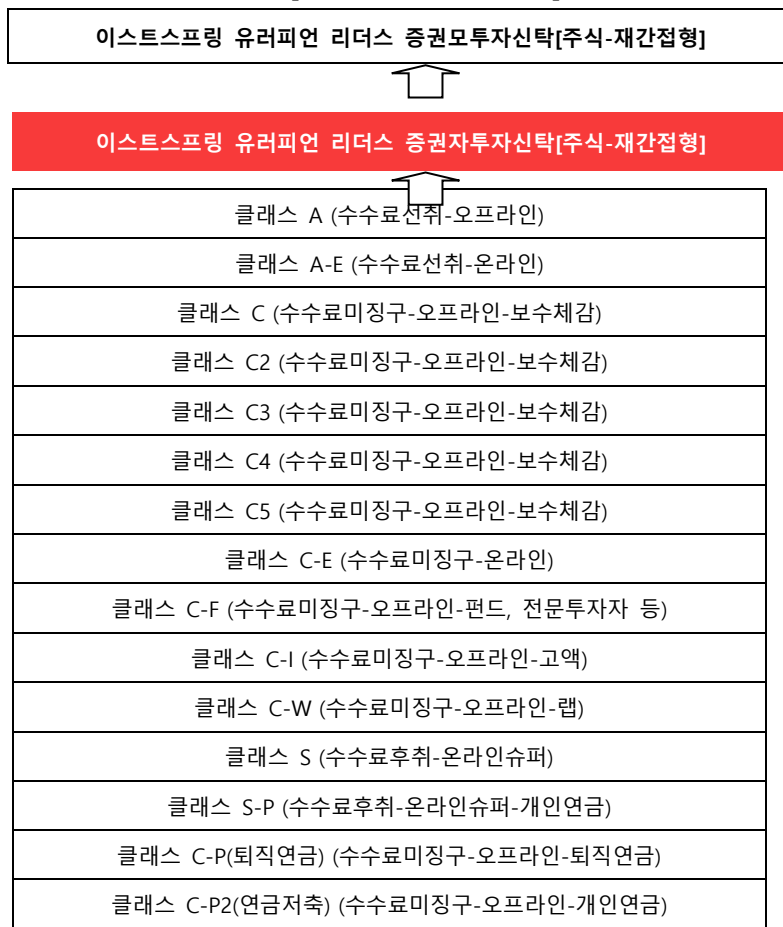 이스트스프링 유러피언 리더스 증권모투자신탁[주식-재간접형]
이스트스프링 유러피언 리더스 증권자투자신탁[주식-재간접형]
클래스 A (수수료선취-오프라인)
클래스 A-E (수수료선취-온라인)
클래스 C (수수료미징구-오프라인-보수체감)
클래스 C2 (수수료미징구-오프라인-보수체감)
클래스 C3 (수수료미징구-오프라인-보수체감)
클래스 C4 (수수료미징구-오프라인-보수체감)
클래스 C5 (수수료미징구-오프라인-보수체감)
클래스 C-E (수수료미징구-온라인)
클래스 C-F (수수료미징구-오프라인-펀드, 전문투자자 등)
클래스 C-I (수수료미징구-오프라인-고액)
클래스 C-W (수수료미징구-오프라인-랩)
클래스 S (수수료후취-온라인슈퍼)
클래스 S-P (수수료후취-온라인슈퍼-개인연금)
클래스 C-P(퇴직연금) (수수료미징구-오프라인-퇴직연금)
클래스 C-P2(연금저축) (수수료미징구-오프라인-개인연금)